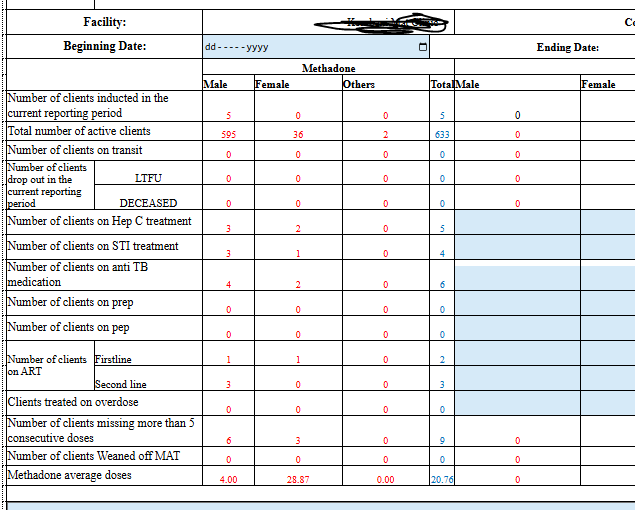 Facility: Co
Beginning Date: dd-----yyyy Ending Date:
Methadone
Male Female Others Total Male Female
Number of clients inducted in the
current reporting period 5 0 0 5 0
Total number of active clients 595 36 2 633 0
Number of clients on transit 0 0 0 0 0
Number of clients
drop out in the LTFU 0 0 0 0 0
current reporting
period DECEASED 0 0 0 0 0
Number of clients on Hep C treatment 3 2 0 5
Number of clients on STI treatment 3 1 0 4
Number of clients on anti TB
medication 4 2 0 6
Number of clients on prep 0 0 0 0
Number of clients on pep 0 0 0 0
Number of clients Firstline 1 1 0 2
on ART
Second line 3 0 0 3
Clients treated on overdose 0 0 0 0
Number of clients missing more than 5
consecutive doses 6 3 0 9 0
Number of clients Weaned off MAT 0 0 0 0 0
Methadone average doses 4.00 28.87 0.00 20.76 0